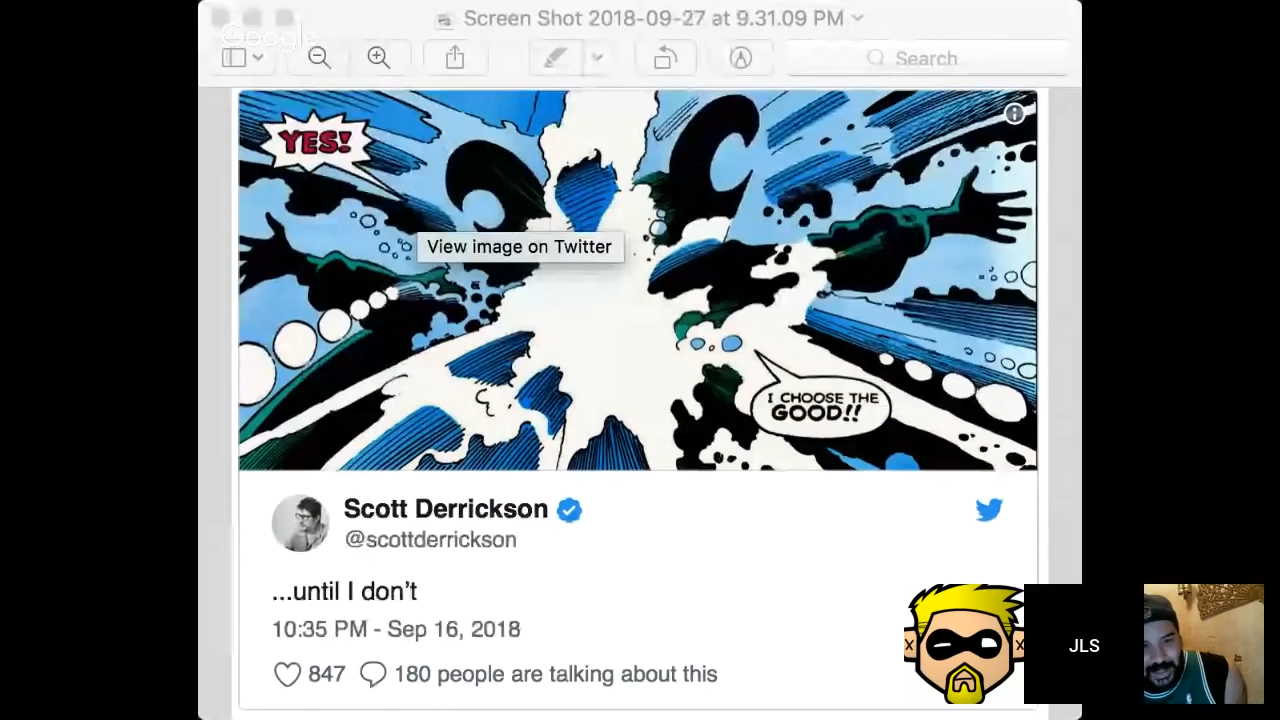 Screen Shot 2018-09-27 at 9.31.09 PM
Google
Search
YES!
View image on Twitter
I CHOOSE THE
GOOD!!
Scott Derrickson
@scottderrickson
...until I don’t
10:35 PM - Sep 16, 2018
847 180 people are talking about this
JLS